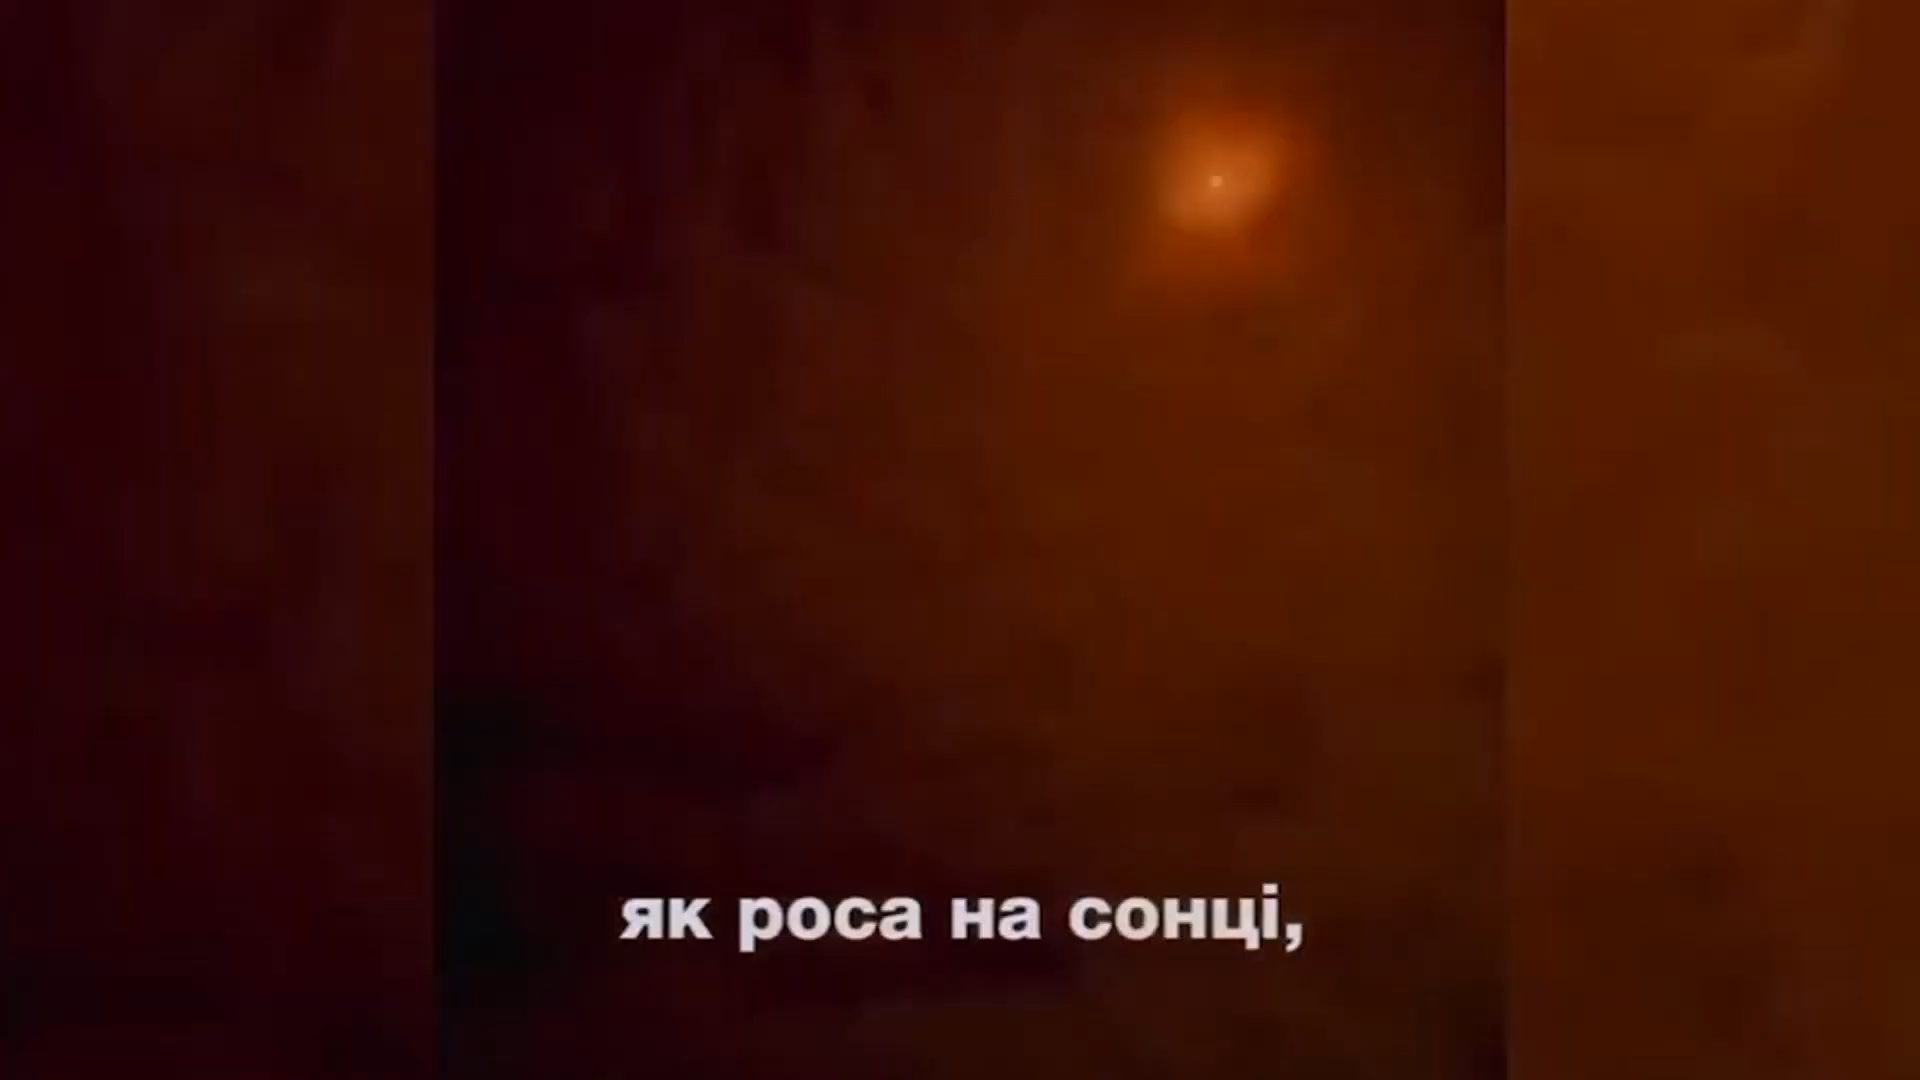 як роса на сонці,